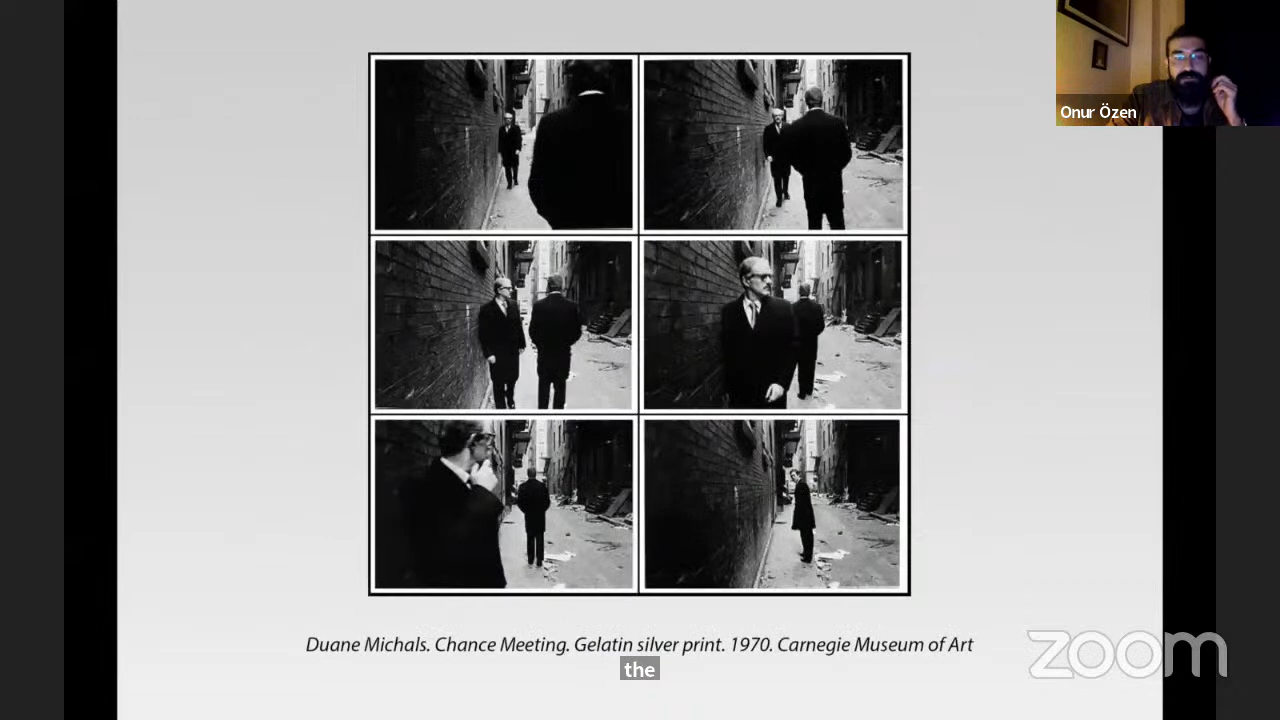 Onur Özen
Duane Michals. Chance Meeting. Gelatin silver print. 1970. Carnegie Museum of Art
the
zoom